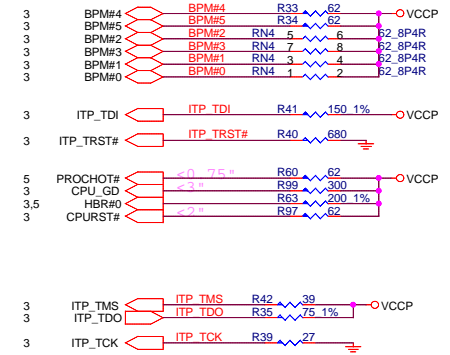 3 BPM#4 BPM#4 R33 62 VCCP
3 BPM#5 BPM#5 R34 62
3 BPM#2 BPM#2 RN4 5 6 62_8P4R
3 BPM#3 BPM#3 RN4 7 8 62_8P4R
3 BPM#1 BPM#1 RN4 3 4 62_8P4R
3 BPM#0 BPM#0 RN4 1 2 62_8P4R
3 ITP_TDI ITP_TDI R41 150_1% VCCP
3 ITP_TRST# ITP_TRST# R40 680
5 PROCHOT# <0.75" R60 62 VCCP
3 CPU_GD <3" R99 300
3,5 HBR#0 R63 200_1%
3 CPURST# <2" R97 62
3 ITP_TMS ITP_TMS R42 39 VCCP
3 ITP_TDO ITP_TDO R35 75_1%
3 ITP_TCK ITP_TCK R39 27